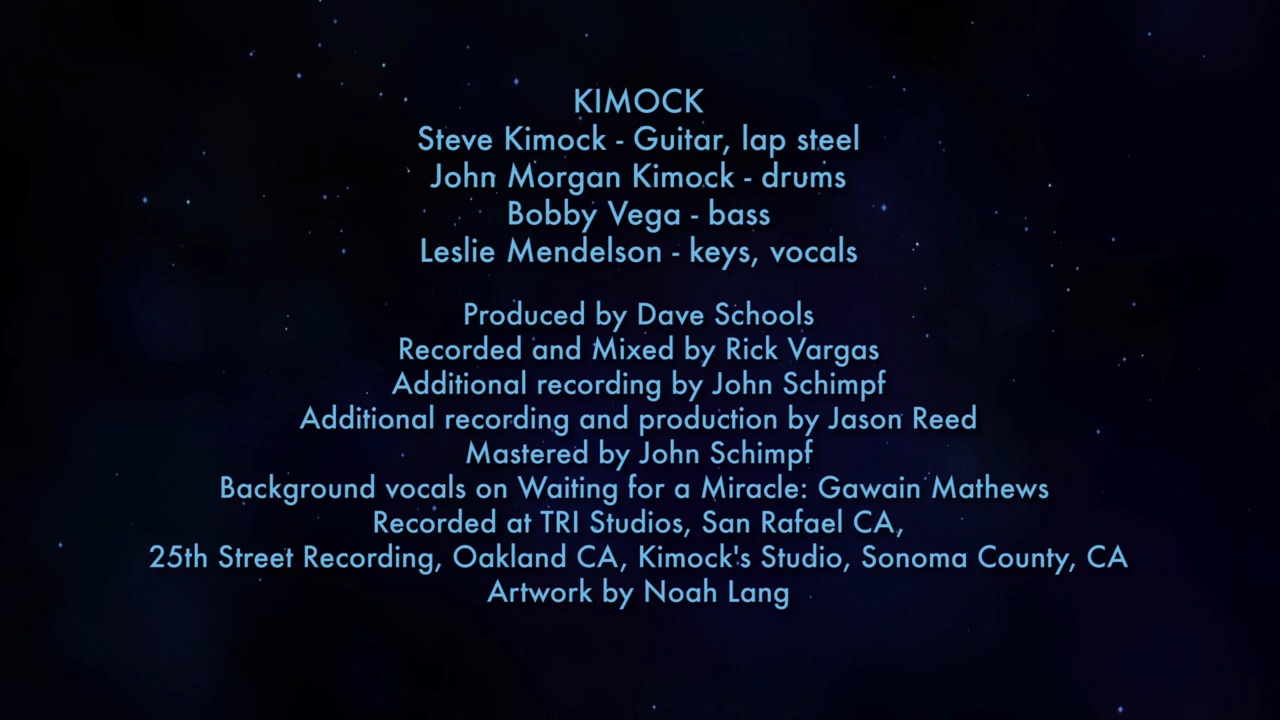 KIMOCK
Steve Kimock - Guitar, lap steel
John Morgan Kimock - drums
Bobby Vega - bass
Leslie Mendelson - keys, vocals
Produced by Dave Schools
Recorded and Mixed by Rick Vargas
Additional recording by John Schimpf
Additional recording and production by Jason Reed
Mastered by John Schimpf
Background vocals on Waiting for a Miracle: Gawain Mathews
Recorded at TRI Studios, San Rafael CA,
25th Street Recording, Oakland CA, Kimock's Studio, Sonoma County, CA
Artwork by Noah Lang